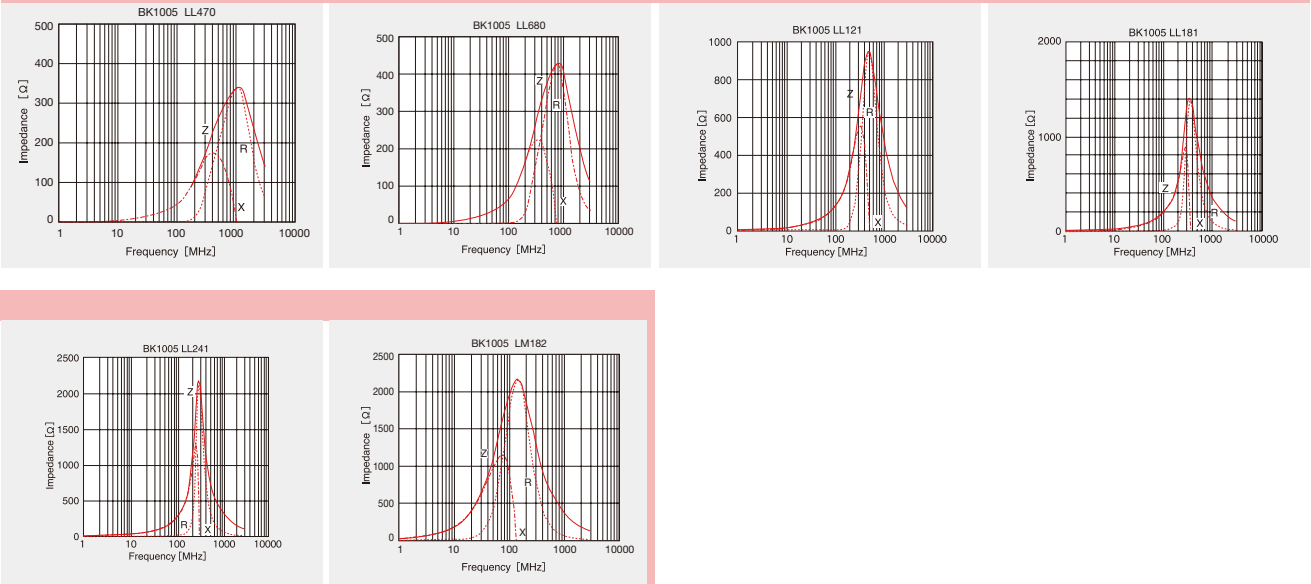 BK1005 LL470
500
400
300
200
100
0
Impedance [Ω]
Z
R
X
1 10 100 1000 10000
Frequency [MHz]
BK1005 LL680
500
400
300
200
100
0
Impedance [Ω]
Z
R
X
1 10 100 1000 10000
Frequency [MHz]
BK1005 LL121
1000
800
600
400
200
0
Impedance [Ω]
Z
R
X
1 10 100 1000 10000
Frequency [MHz]
BK1005 LL181
2000
1000
0
Impedance [Ω]
Z
R
X
1 10 100 1000 10000
Frequency [MHz]
BK1005 LL241
2500
2000
1500
1000
500
0
Impedance [Ω]
Z
R
X
1 10 100 1000 10000
Frequency [MHz]
BK1005 LM182
2500
2000
1500
1000
500
0
Impedance [Ω]
Z
R
X
1 10 100 1000 10000
Frequency [MHz]